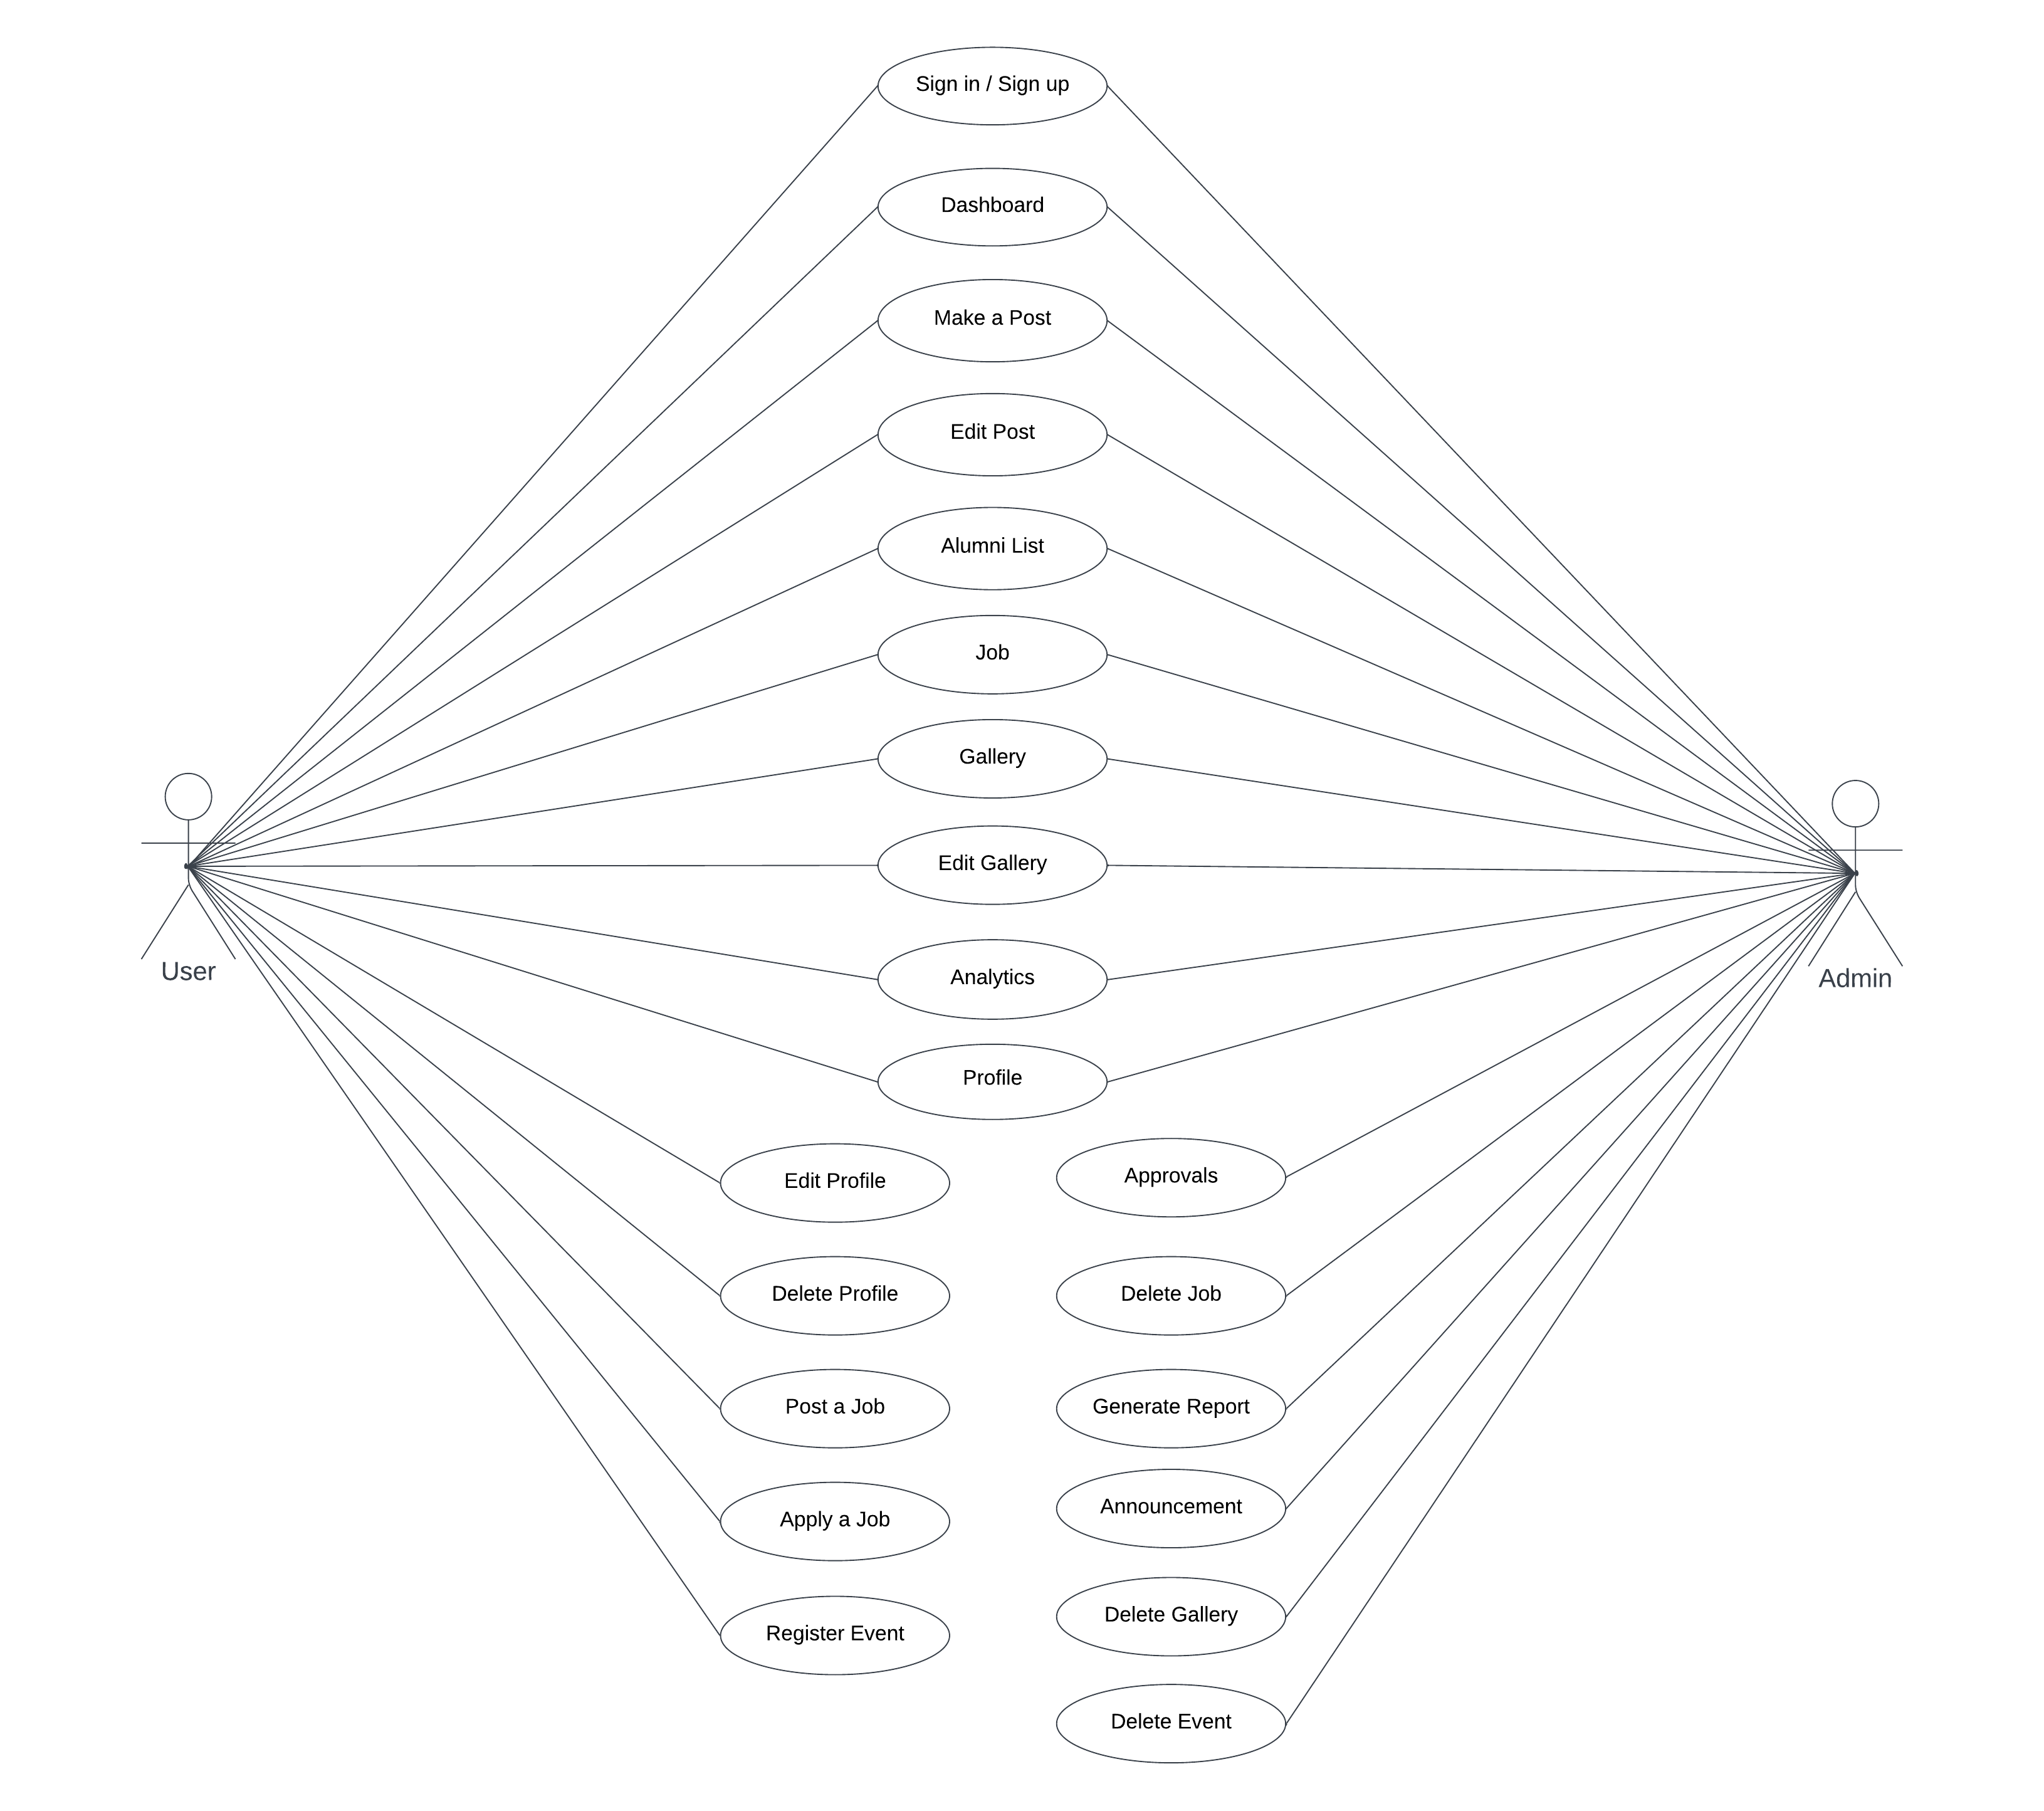 Sign in / Sign up
Dashboard
Make a Post
Edit Post
Alumni List
Job
Gallery
Edit Gallery
User
Admin
Analytics
Profile
Edit Profile
Approvals
Delete Profile
Delete Job
Post a Job
Generate Report
Apply a Job
Announcement
Register Event
Delete Gallery
Delete Event